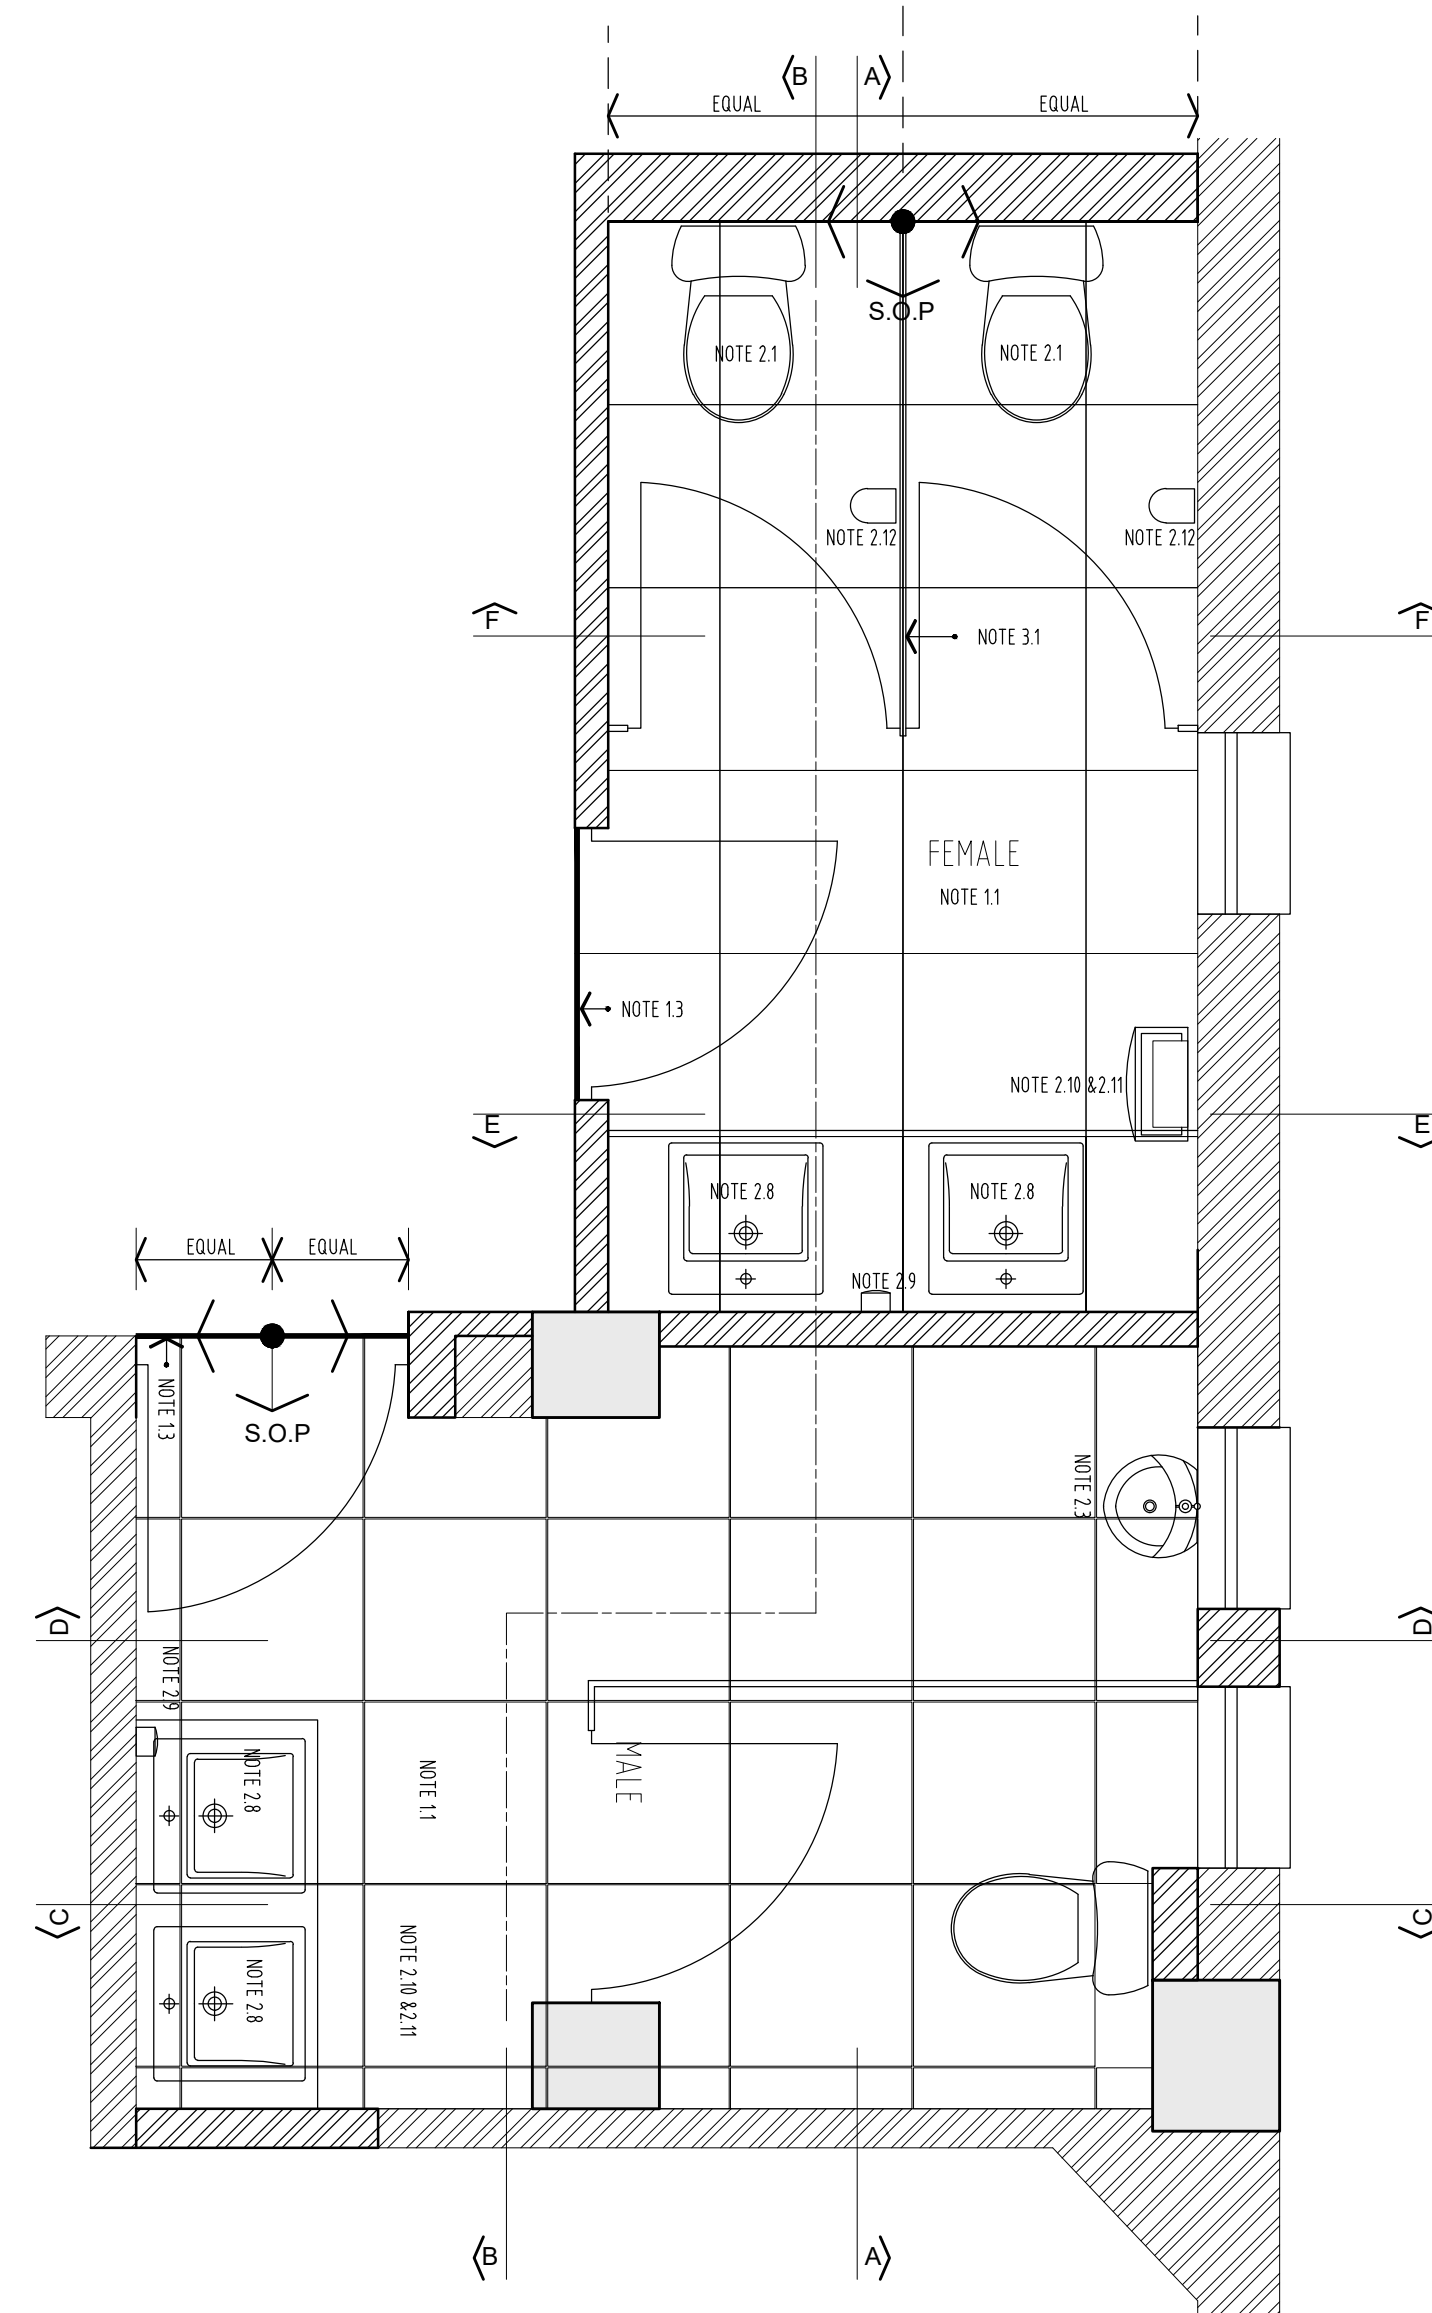 B
A
EQUAL
EQUAL
S.O.P
NOTE 2.1
NOTE 2.1
NOTE 2.12
NOTE 2.12
F
NOTE 3.1
F
FEMALE
NOTE 1.1
NOTE 1.3
NOTE 2.10 &2.11
E
E
NOTE 2.8
NOTE 2.8
NOTE 2.9
EQUAL
EQUAL
NOTE 1.3
S.O.P
NOTE 2.3
D
D
NOTE 2.9
NOTE 2.8
NOTE 1.1
MALE
C
C
NOTE 2.8
NOTE 2.10 &2.11
B
A